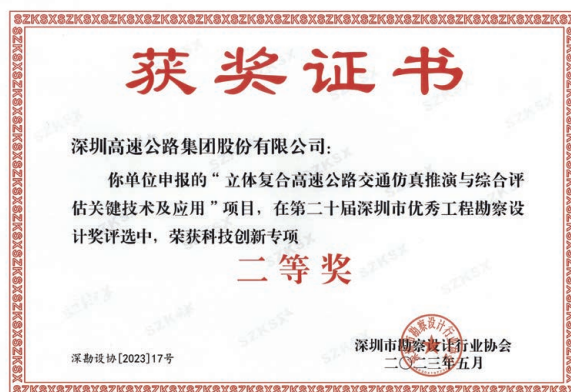 SZKSXSZKSXSZKSXSZKSXSZKSXSZKSXSZKSXSZKSXSZKSXSZKSX
获奖证书
深圳高速公路集团股份有限公司：
你单位申报的“立体复合高速公路交通仿真推演与综合评
估关键技术及应用”项目，在第二十届深圳市优秀工程勘察设
计奖评选中，荣获科技创新专项
二等奖
深勘设协[2023]17号
深圳市勘察设计行业协会
二〇二三年五月